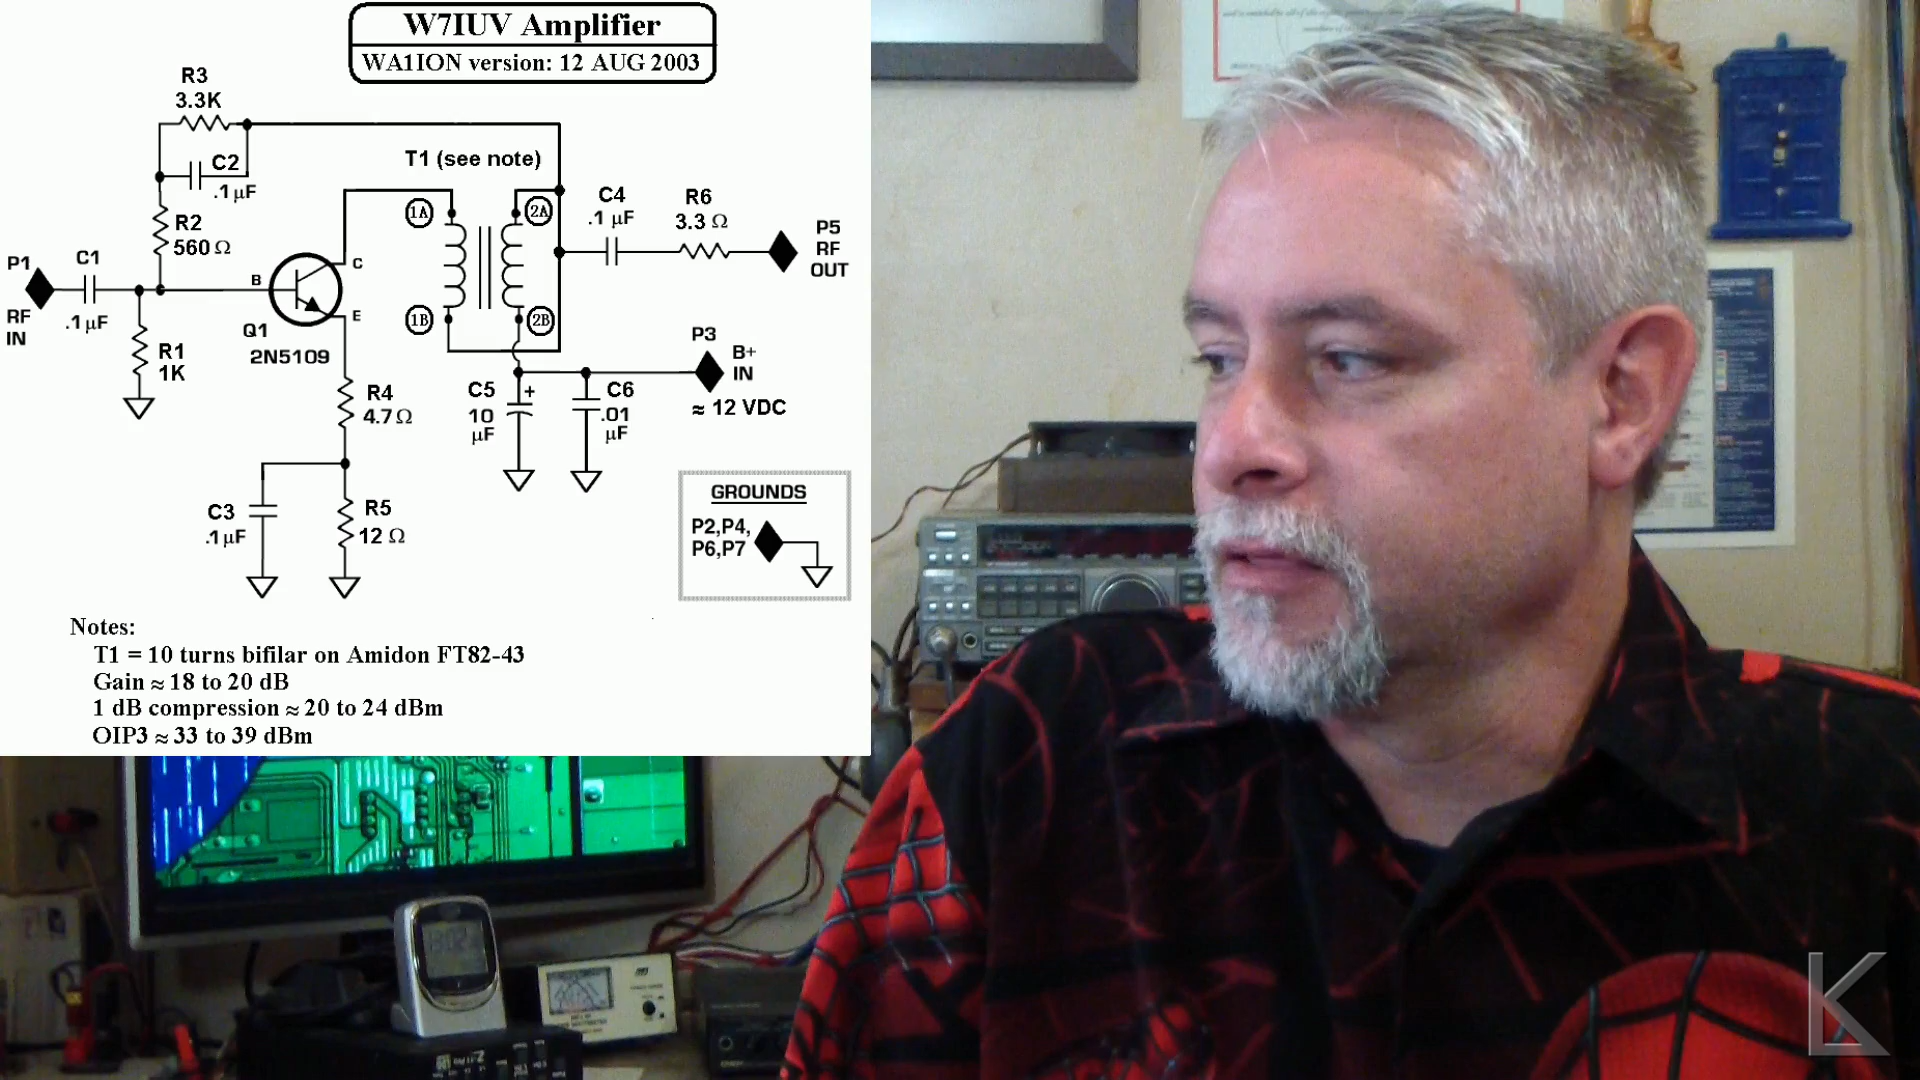 W7IUV Amplifier
WA1ION version: 12 AUG 2003
R3
3.3K
C2
.1 µF
R2
560 Ω
T1 (see note)
1A
2A
1B
2B
C4
.1 µF
R6
3.3 Ω
P5
RF
OUT
P1
RF
IN
C1
.1 µF
B
C
E
Q1
2N5109
R1
1K
R4
4.7 Ω
P3
B+
IN
≈ 12 VDC
C5
+
10
µF
C6
.01
µF
C3
.1 µF
R5
12 Ω
GROUNDS
P2,P4,
P6,P7
Notes:
T1 = 10 turns bifilar on Amidon FT82-43
Gain ≈ 18 to 20 dB
1 dB compression ≈ 20 to 24 dBm
OIP3 ≈ 33 to 39 dBm